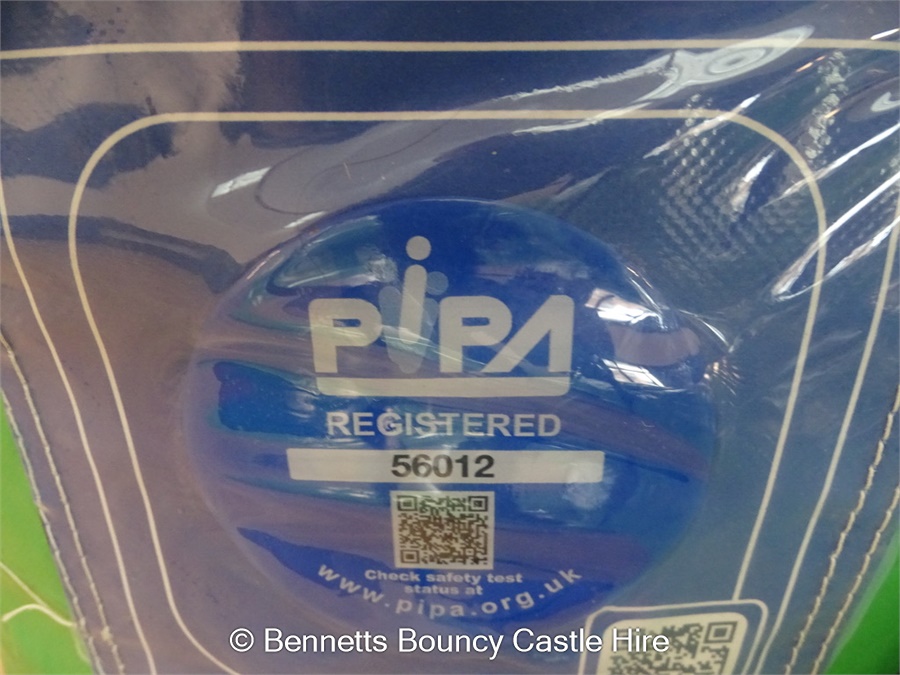 PiPA
REGISTERED
56012
Check safety test
status at
www.pipa.org.uk
© Bennetts Bouncy Castle Hire